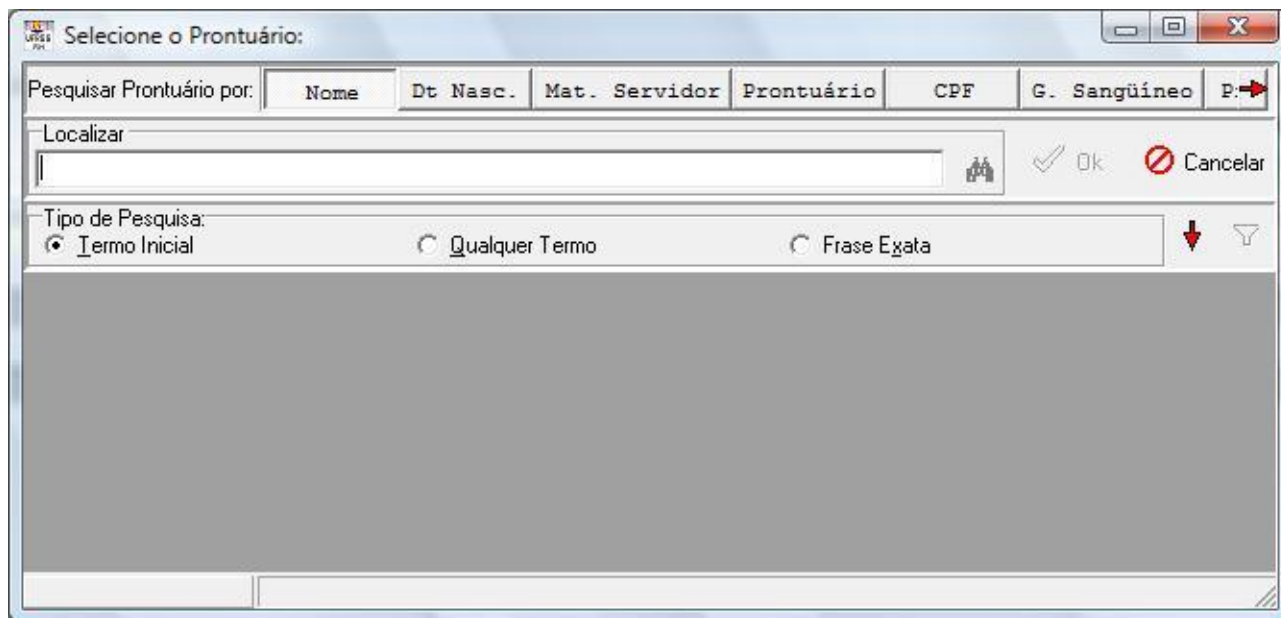 Selecione o Prontuário:
Pesquisar Prontuário por: Nome Dt Nasc. Mat. Servidor Prontuário CPF G. Sangüíneo P
Localizar
Ok Cancelar
Tipo de Pesquisa:
Termo Inicial Qualquer Termo Frase Exata